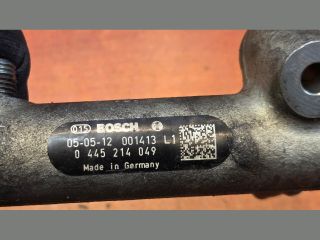 BOSCH
05-05-12 001413 L1
0 445 214 049
Made in Germany